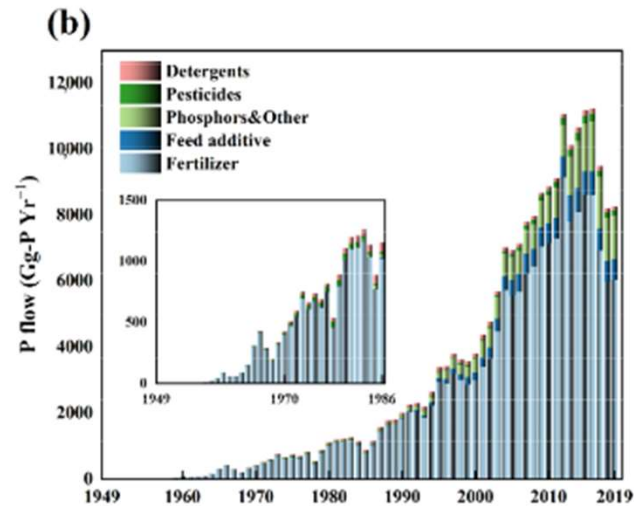 (b)
Detergents
Pesticides
Phosphors&Other
Feed additive
Fertilizer
P flow (Gg-P Yr⁻¹)
12000
10000
8000
6000
4000
2000
0
1500
1000
500
0
1949 1970 1986
1949 1960 1970 1980 1990 2000 2010 2019